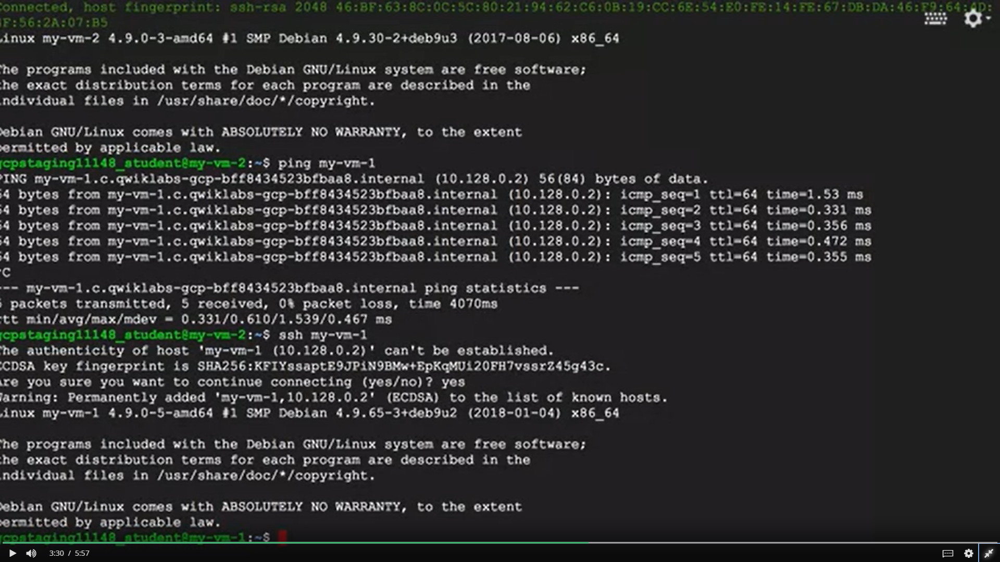 onnected, host fingerprint: ssh-rsa 2048 46:BF:63:8C:0C:5C:80:21:94:62:C6:0B:19:CC:6E:54:E0:FE:14:FE:67:DB:DA:46:F9:64:4D:
F:56:2A:07:B5
Linux my-vm-2 4.9.0-3-amd64 #1 SMP Debian 4.9.30-2+deb9u3 (2017-08-06) x86_64
The programs included with the Debian GNU/Linux system are free software;
the exact distribution terms for each program are described in the
individual files in /usr/share/doc/*/copyright.
Debian GNU/Linux comes with ABSOLUTELY NO WARRANTY, to the extent
permitted by applicable law.
gcpstaging11148_student@my-vm-2:~$ ping my-vm-1
PING my-vm-1.c.qwiklabs-gcp-bff8434523bfbaa8.internal (10.128.0.2) 56(84) bytes of data.
64 bytes from my-vm-1.c.qwiklabs-gcp-bff8434523bfbaa8.internal (10.128.0.2): icmp_seq=1 ttl=64 time=1.53 ms
64 bytes from my-vm-1.c.qwiklabs-gcp-bff8434523bfbaa8.internal (10.128.0.2): icmp_seq=2 ttl=64 time=0.331 ms
64 bytes from my-vm-1.c.qwiklabs-gcp-bff8434523bfbaa8.internal (10.128.0.2): icmp_seq=3 ttl=64 time=0.356 ms
64 bytes from my-vm-1.c.qwiklabs-gcp-bff8434523bfbaa8.internal (10.128.0.2): icmp_seq=4 ttl=64 time=0.472 ms
64 bytes from my-vm-1.c.qwiklabs-gcp-bff8434523bfbaa8.internal (10.128.0.2): icmp_seq=5 ttl=64 time=0.355 ms
^C
--- my-vm-1.c.qwiklabs-gcp-bff8434523bfbaa8.internal ping statistics ---
5 packets transmitted, 5 received, 0% packet loss, time 4070ms
rtt min/avg/max/mdev = 0.331/0.610/1.539/0.467 ms
gcpstaging11148_student@my-vm-2:~$ ssh my-vm-1
The authenticity of host 'my-vm-1 (10.128.0.2)' can't be established.
ECDSA key fingerprint is SHA256:KFIYssaptE9JPiN9BMw+EpKqMUi20FH7vssrZ45g43c.
Are you sure you want to continue connecting (yes/no)? yes
Warning: Permanently added 'my-vm-1,10.128.0.2' (ECDSA) to the list of known hosts.
Linux my-vm-1 4.9.0-5-amd64 #1 SMP Debian 4.9.65-3+deb9u2 (2018-01-04) x86_64
The programs included with the Debian GNU/Linux system are free software;
the exact distribution terms for each program are described in the
individual files in /usr/share/doc/*/copyright.
Debian GNU/Linux comes with ABSOLUTELY NO WARRANTY, to the extent
permitted by applicable law.
gcpstaging11148_student@my-vm-1:~$
3:30 / 5:57